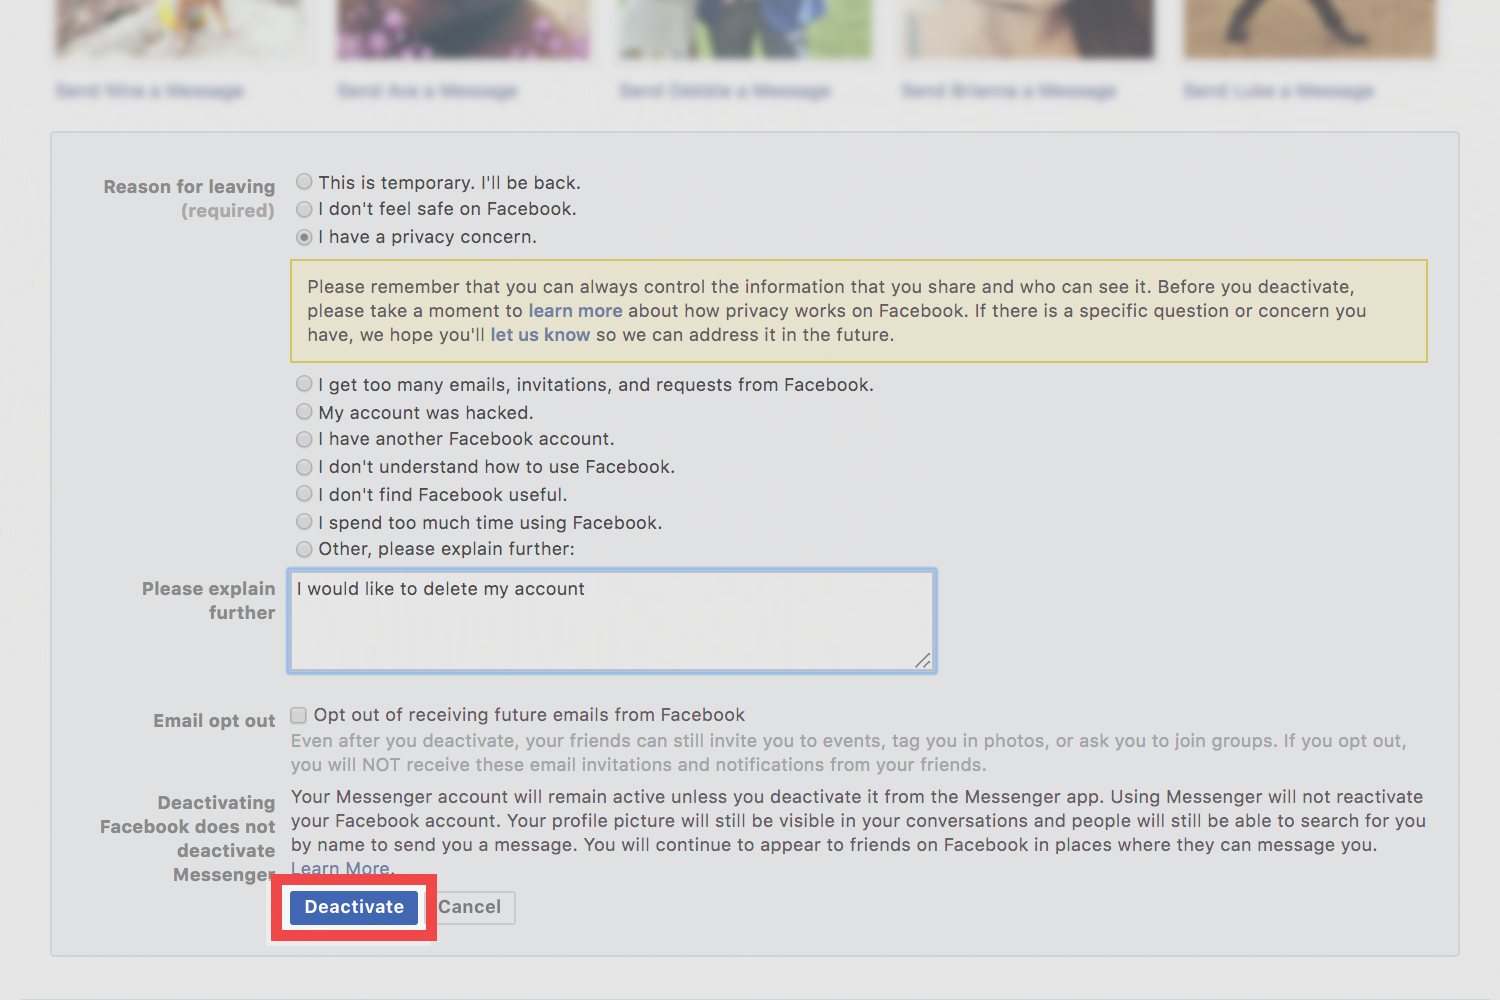 Send Nina a Message Send Ava a Message Send Debbie a Message Send Brianna a Message Send Luke a Message
Reason for leaving
(required)
This is temporary. I'll be back.
I don't feel safe on Facebook.
I have a privacy concern.
Please remember that you can always control the information that you share and who can see it. Before you deactivate,
please take a moment to learn more about how privacy works on Facebook. If there is a specific question or concern you
have, we hope you'll let us know so we can address it in the future.
I get too many emails, invitations, and requests from Facebook.
My account was hacked.
I have another Facebook account.
I don't understand how to use Facebook.
I don't find Facebook useful.
I spend too much time using Facebook.
Other, please explain further:
Please explain
further
I would like to delete my account
Email opt out
Opt out of receiving future emails from Facebook
Even after you deactivate, your friends can still invite you to events, tag you in photos, or ask you to join groups. If you opt out,
you will NOT receive these email invitations and notifications from your friends.
Deactivating
Facebook does not
deactivate
Messenger
Your Messenger account will remain active unless you deactivate it from the Messenger app. Using Messenger will not reactivate
your Facebook account. Your profile picture will still be visible in your conversations and people will still be able to search for you
by name to send you a message. You will continue to appear to friends on Facebook in places where they can message you.
Learn More.
Deactivate Cancel